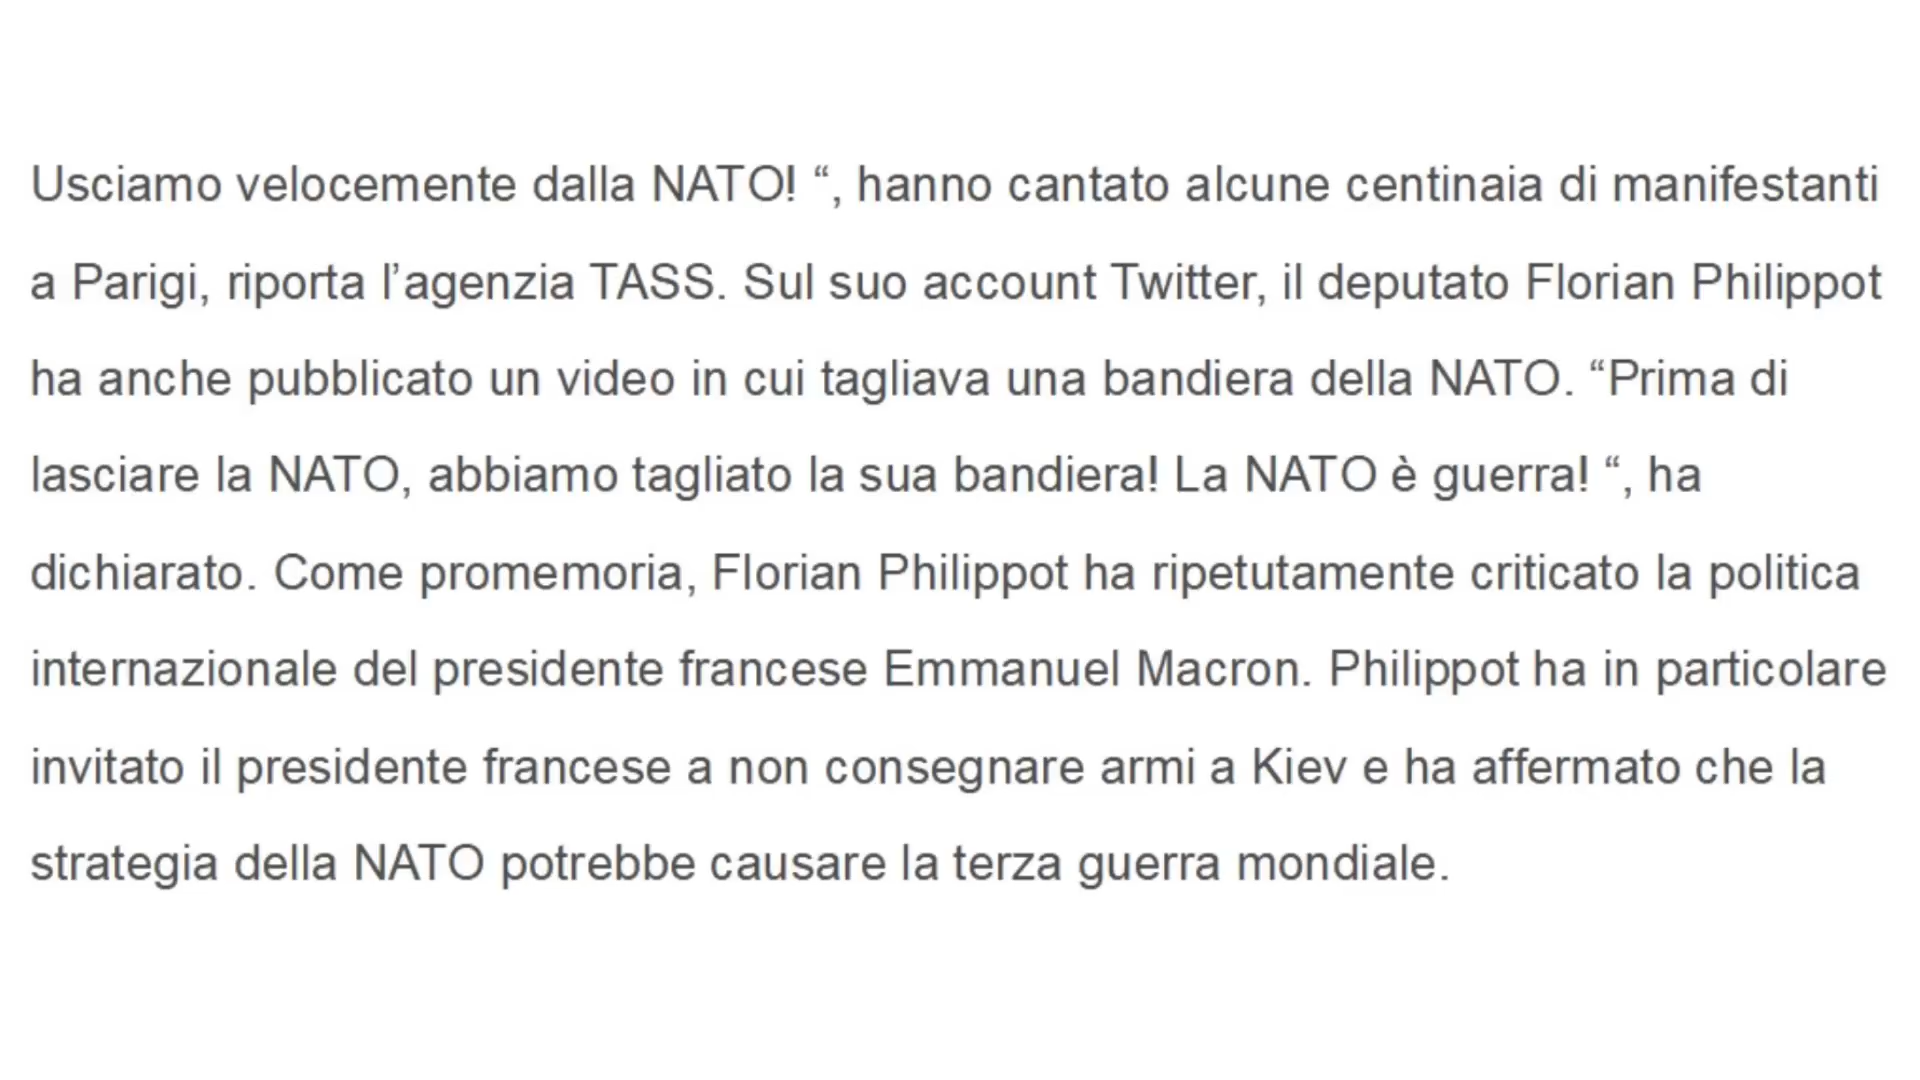 Usciamo velocemente dalla NATO! “, hanno cantato alcune centinaia di manifestanti
a Parigi, riporta l’agenzia TASS. Sul suo account Twitter, il deputato Florian Philippot
ha anche pubblicato un video in cui tagliava una bandiera della NATO. “Prima di
lasciare la NATO, abbiamo tagliato la sua bandiera! La NATO è guerra! “, ha
dichiarato. Come promemoria, Florian Philippot ha ripetutamente criticato la politica
internazionale del presidente francese Emmanuel Macron. Philippot ha in particolare
invitato il presidente francese a non consegnare armi a Kiev e ha affermato che la
strategia della NATO potrebbe causare la terza guerra mondiale.